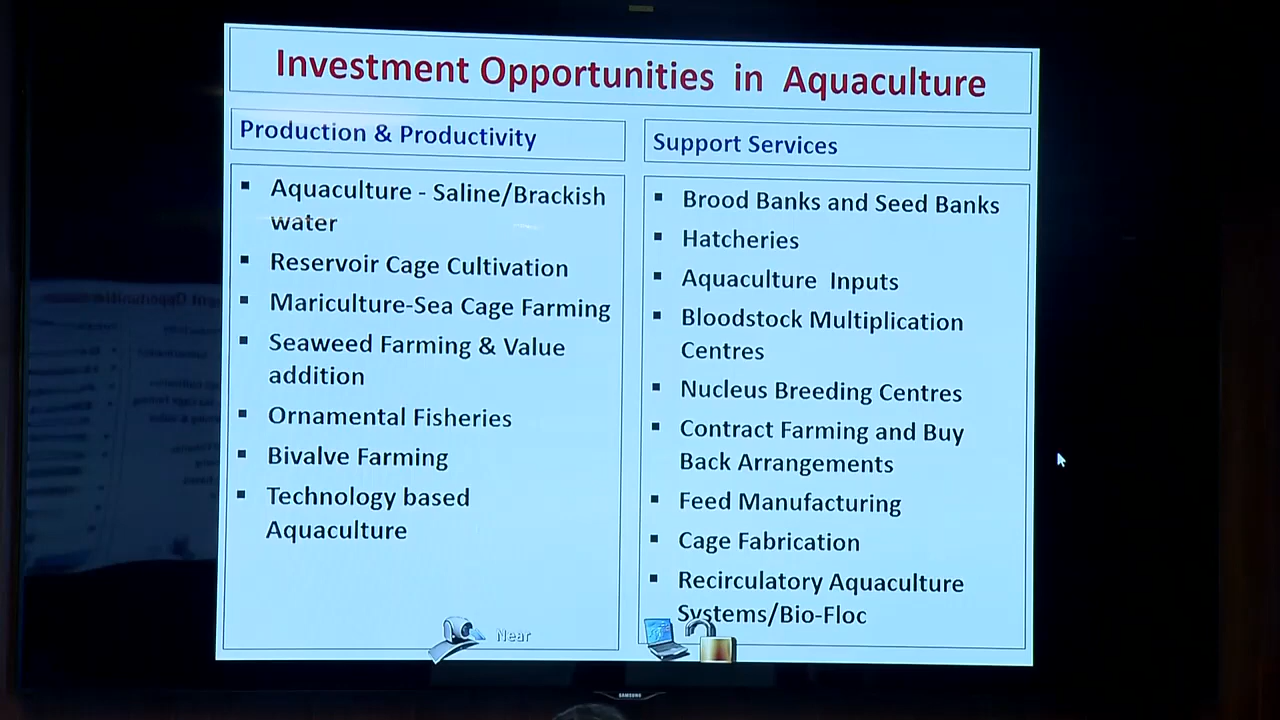 Investment Opportunities in Aquaculture
Production & Productivity
Aquaculture - Saline/Brackish
water
Reservoir Cage Cultivation
Mariculture-Sea Cage Farming
Seaweed Farming & Value
addition
Ornamental Fisheries
Bivalve Farming
Technology based
Aquaculture
Near
Support Services
Brood Banks and Seed Banks
Hatcheries
Aquaculture Inputs
Bloodstock Multiplication
Centres
Nucleus Breeding Centres
Contract Farming and Buy
Back Arrangements
Feed Manufacturing
Cage Fabrication
Recirculatory Aquaculture
Systems/Bio-Floc
SAMSUNG